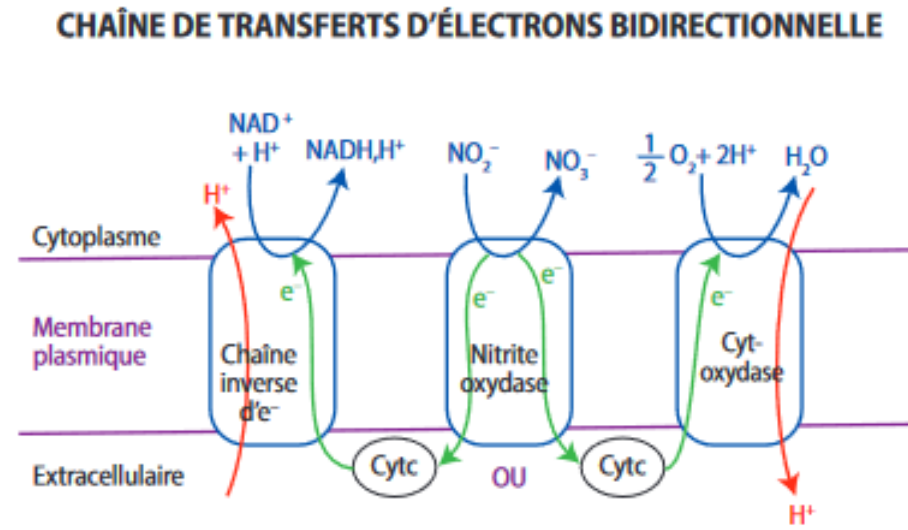 CHAÎNE DE TRANSFERTS D'ÉLECTRONS BIDIRECTIONNELLE
NAD⁺
+ H⁺
NADH,H⁺
NO₂⁻
NO₃⁻
1/2 O₂ + 2H⁺
H₂O
H⁺
Cytoplasme
e⁻
e⁻
e⁻
e⁻
Membrane
plasmique
Chaîne
inverse
d'e⁻
Nitrite
oxydase
Cyt-
oxydase
Extracellulaire
Cytc
OU
Cytc
H⁺